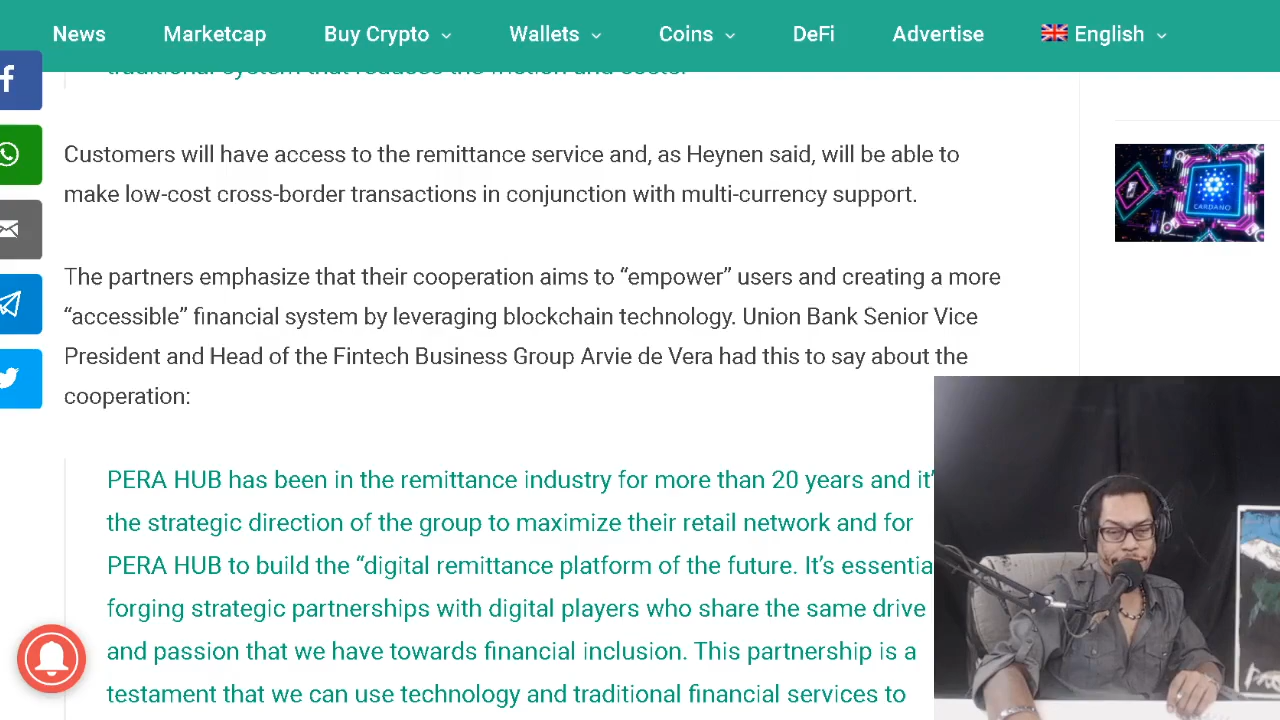 News Marketcap Buy Crypto Wallets Coins DeFi Advertise English
Customers will have access to the remittance service and, as Heynen said, will be able to
make low-cost cross-border transactions in conjunction with multi-currency support.
The partners emphasize that their cooperation aims to “empower” users and creating a more
“accessible” financial system by leveraging blockchain technology. Union Bank Senior Vice
President and Head of the Fintech Business Group Arvie de Vera had this to say about the
cooperation:
PERA HUB has been in the remittance industry for more than 20 years and it’
the strategic direction of the group to maximize their retail network and for
PERA HUB to build the “digital remittance platform of the future. It’s essentia
forging strategic partnerships with digital players who share the same drive
and passion that we have towards financial inclusion. This partnership is a
testament that we can use technology and traditional financial services to
CARDANO